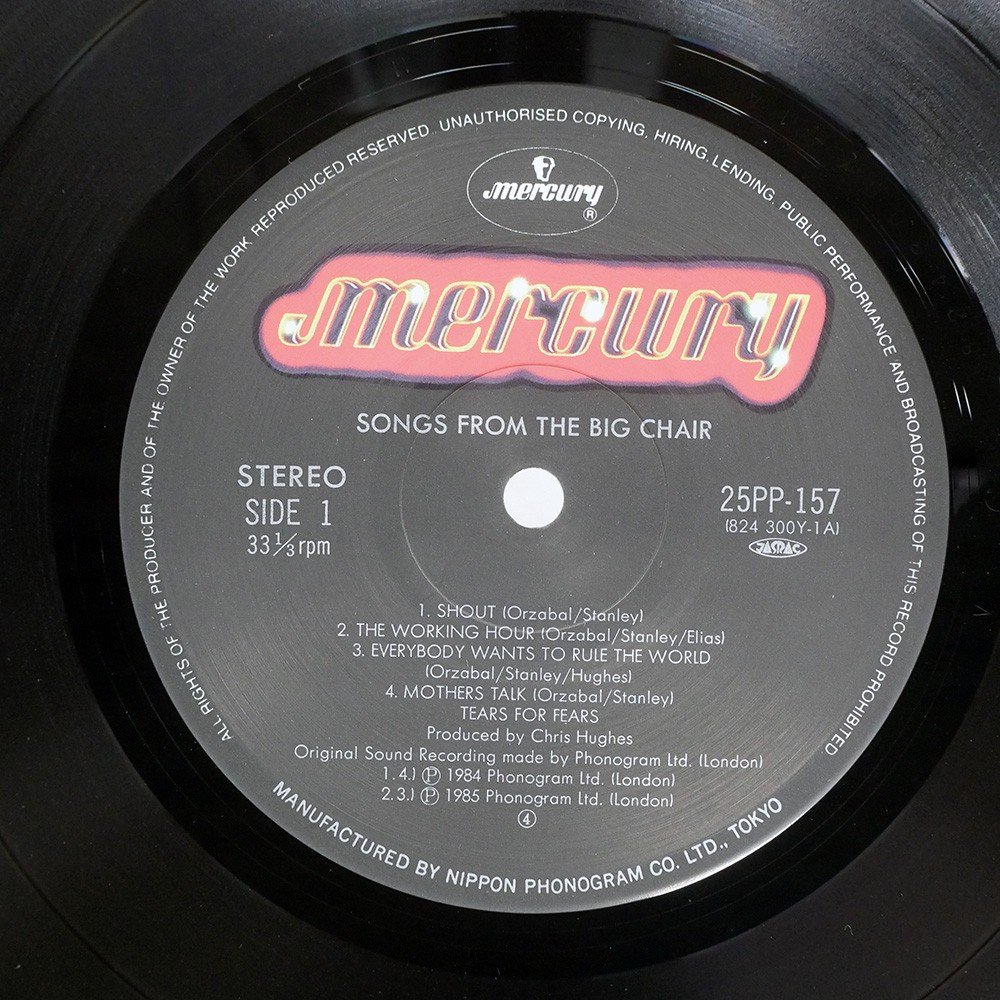 ALL RIGHTS OF THE PRODUCER AND OF THE OWNER OF THE WORK REPRODUCED RESERVED. UNAUTHORISED COPYING, HIRING, LENDING, PUBLIC PERFORMANCE AND BROADCASTING OF THIS RECORD PROHIBITED
mercury
®
mercury
SONGS FROM THE BIG CHAIR
STEREO
SIDE 1
33 1/3 rpm
25PP-157
(824 300Y-1A)
JASRAC
1. SHOUT (Orzabal/Stanley)
2. THE WORKING HOUR (Orzabal/Stanley/Elias)
3. EVERYBODY WANTS TO RULE THE WORLD
(Orzabal/Stanley/Hughes)
4. MOTHERS TALK (Orzabal/Stanley)
TEARS FOR FEARS
Produced by Chris Hughes
Original Sound Recording made by Phonogram Ltd. (London)
1.4.) ℗ 1984 Phonogram Ltd. (London)
2.3.) ℗ 1985 Phonogram Ltd. (London)
④
MANUFACTURED BY NIPPON PHONOGRAM CO. LTD., TOKYO